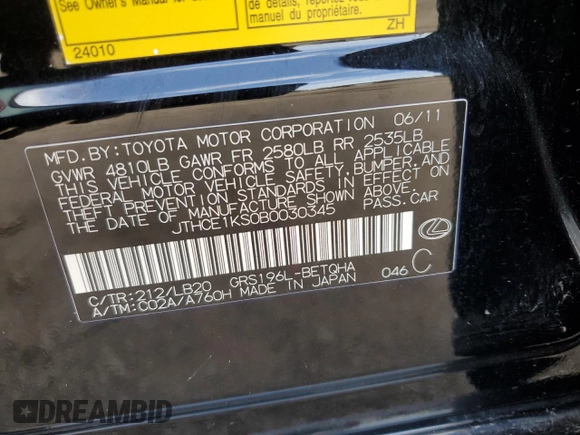 See Owner's Manual for
de détails, reportez vous
manuel du propriétaire.
24010
ZH
MFD.BY:TOYOTA MOTOR CORPORATION 06/11
GVWR 4810LB GAWR FR 2580LB RR 2535LB
THIS VEHICLE CONFORMS TO ALL APPLICABLE
FEDERAL MOTOR VEHICLE SAFETY,BUMPER,AND
THEFT PREVENTION STANDARDS IN EFFECT ON
THE DATE OF MANUFACTURE SHOWN ABOVE.
JTHCE1KS0B0030345 PASS.CAR
C/TR:212/LB20 GRS196L-BETQHA 046 C
A/TM:C02A/A760H MADE IN JAPAN
DREAMBID